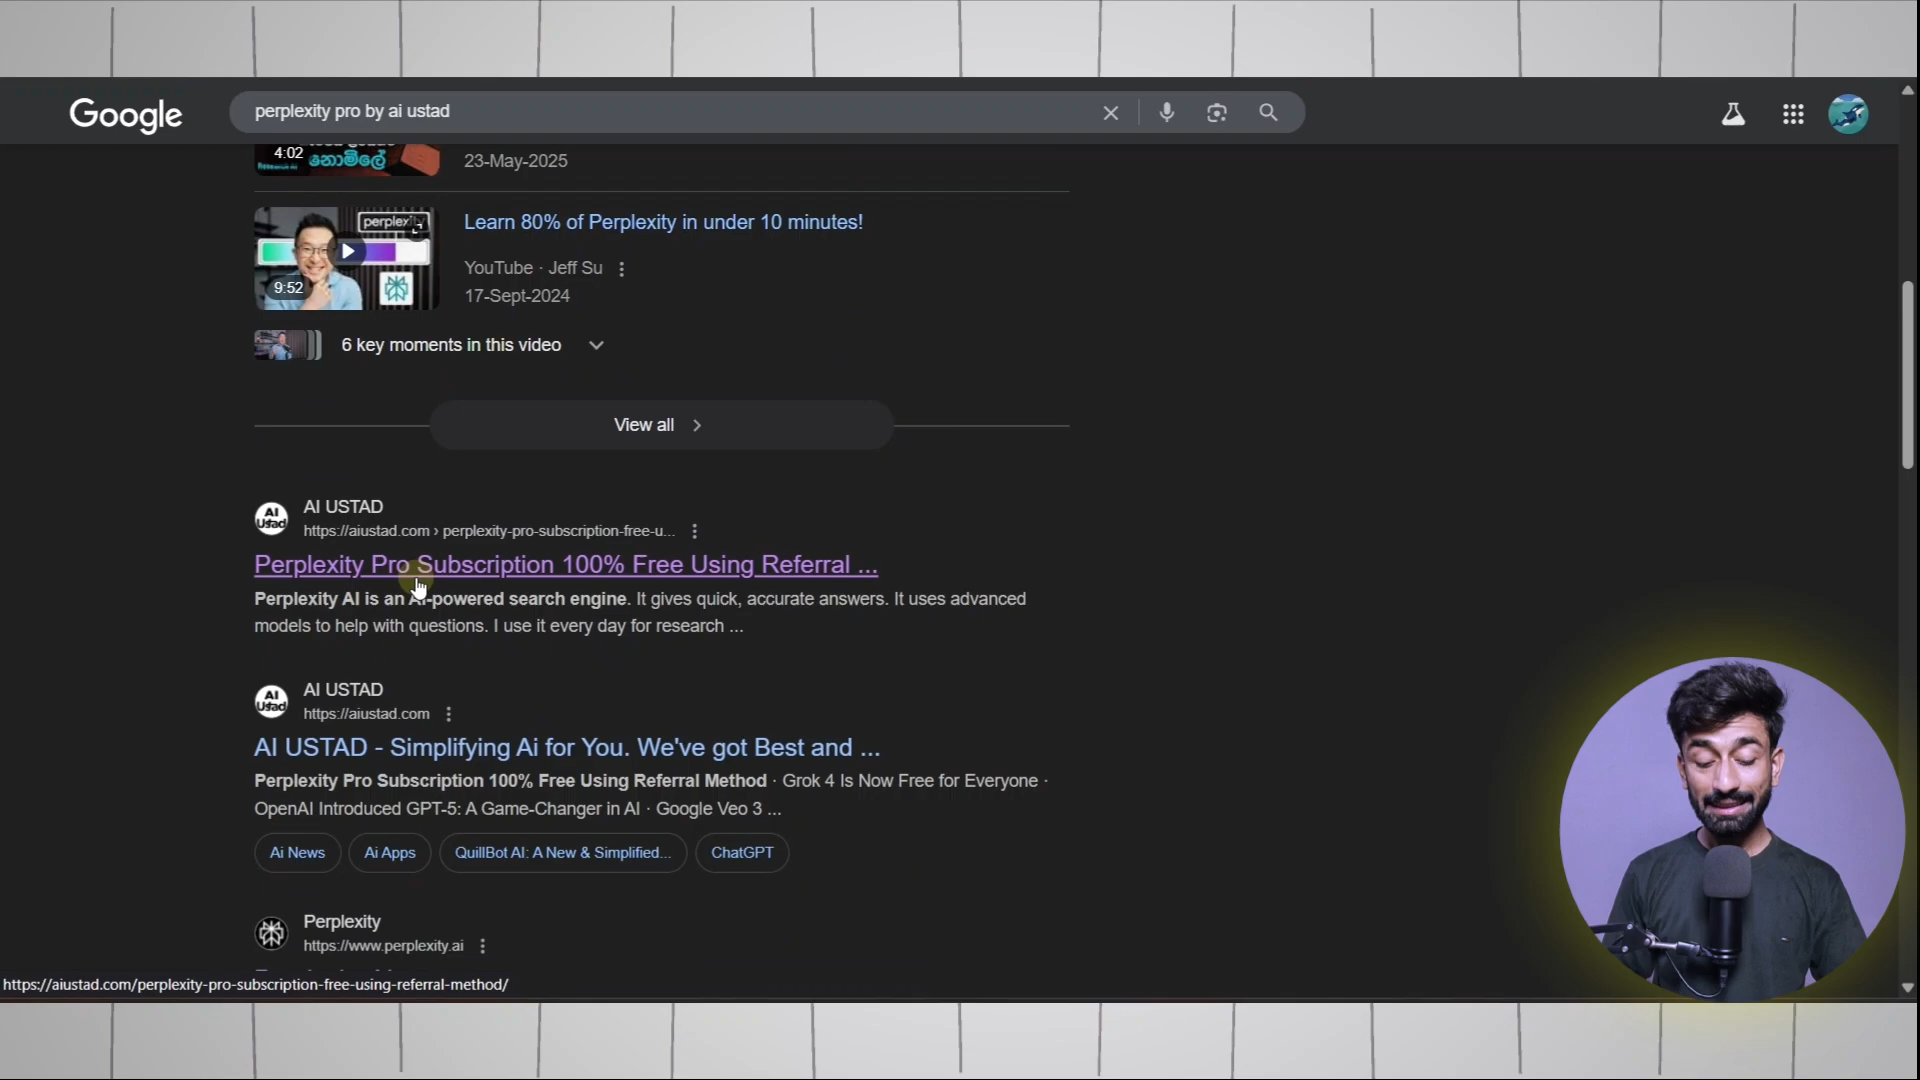 Google
perplexity pro by ai ustad
4:02
නොමිලේ
23-May-2025
perplexity
9:52
Learn 80% of Perplexity in under 10 minutes!
YouTube · Jeff Su
17-Sept-2024
6 key moments in this video
View all
AI Ustad
AI USTAD
https://aiustad.com › perplexity-pro-subscription-free-u...
Perplexity Pro Subscription 100% Free Using Referral ...
Perplexity AI is an AI-powered search engine. It gives quick, accurate answers. It uses advanced
models to help with questions. I use it every day for research ...
AI Ustad
AI USTAD
https://aiustad.com
AI USTAD - Simplifying Ai for You. We've got Best and ...
Perplexity Pro Subscription 100% Free Using Referral Method · Grok 4 Is Now Free for Everyone ·
OpenAI Introduced GPT-5: A Game-Changer in AI · Google Veo 3 ...
Ai News
Ai Apps
QuillBot AI: A New & Simplified...
ChatGPT
Perplexity
https://www.perplexity.ai
https://aiustad.com/perplexity-pro-subscription-free-using-referral-method/